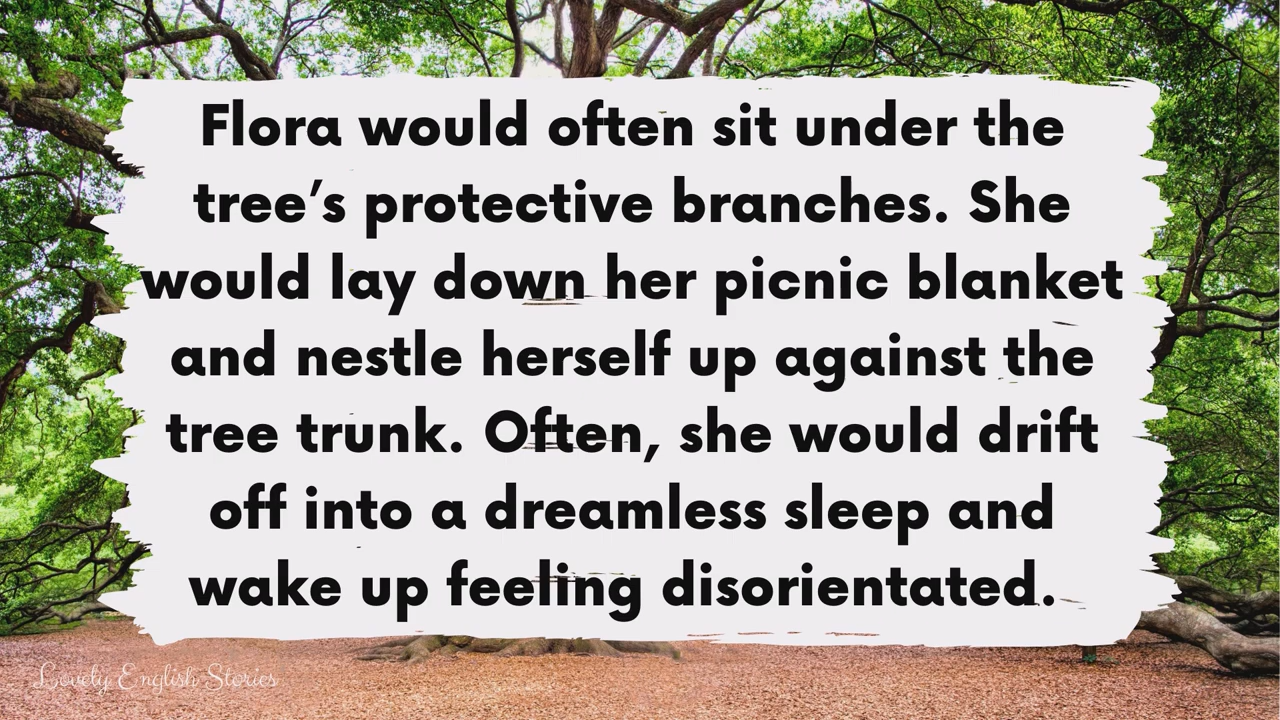 Flora would often sit under the
tree’s protective branches. She
would lay down her picnic blanket
and nestle herself up against the
tree trunk. Often, she would drift
off into a dreamless sleep and
wake up feeling disorientated.
Lovely English Stories